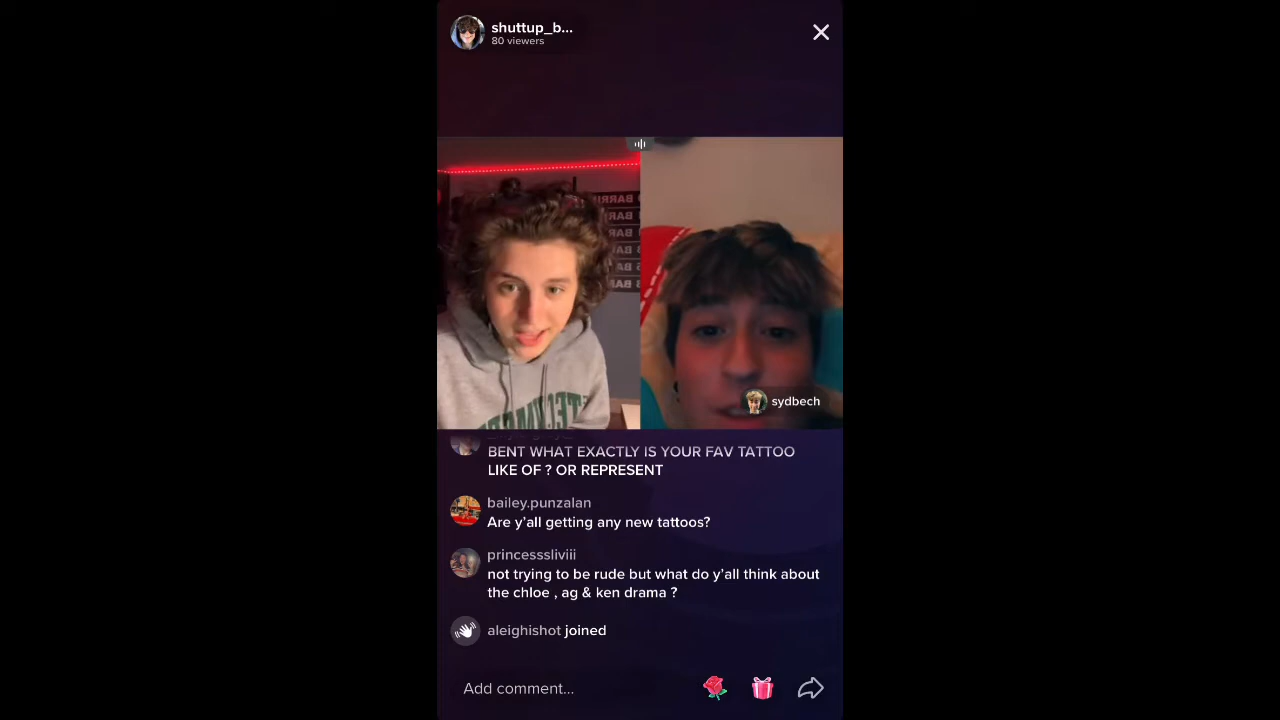 shuttup_b...
80 viewers
sydbech
BENT WHAT EXACTLY IS YOUR FAV TATTOO
LIKE OF ? OR REPRESENT
bailey.punzalan
Are y'all getting any new tattoos?
princesssliviii
not trying to be rude but what do y'all think about
the chloe , ag & ken drama ?
aleighishot joined
Add comment...